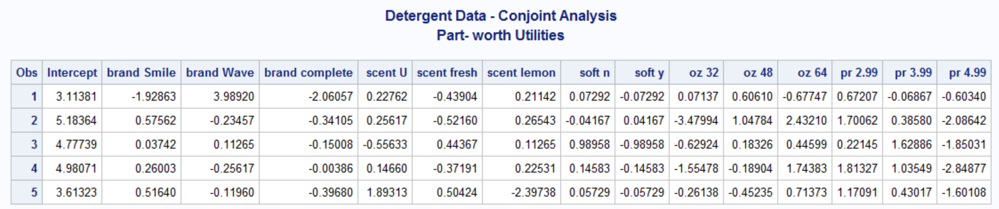 Detergent Data - Conjoint Analysis
Part- worth Utilities
Obs Intercept brand Smile brand Wave brand complete scent U scent fresh scent lemon soft n soft y oz 32 oz 48 oz 64 pr 2.99 pr 3.99 pr 4.99
1 3.11381 -1.92863 3.98920 -2.06057 0.22762 -0.43904 0.21142 0.07292 -0.07292 0.07137 0.60610 -0.67747 0.67207 -0.06867 -0.60340
2 5.18364 0.57562 -0.23457 -0.34105 0.25617 -0.52160 0.26543 -0.04167 0.04167 -3.47994 1.04784 2.43210 1.70062 0.38580 -2.08642
3 4.77739 0.03742 0.11265 -0.15008 -0.55633 0.44367 0.11265 0.98958 -0.98958 -0.62924 0.18326 0.44599 0.22145 1.62886 -1.85031
4 4.98071 0.26003 -0.25617 -0.00386 0.14660 -0.37191 0.22531 0.14583 -0.14583 -1.55478 -0.18904 1.74383 1.81327 1.03549 -2.84877
5 3.61323 0.51640 -0.11960 -0.39680 1.89313 0.50424 -2.39738 0.05729 -0.05729 -0.26138 -0.45235 0.71373 1.17091 0.43017 -1.60108